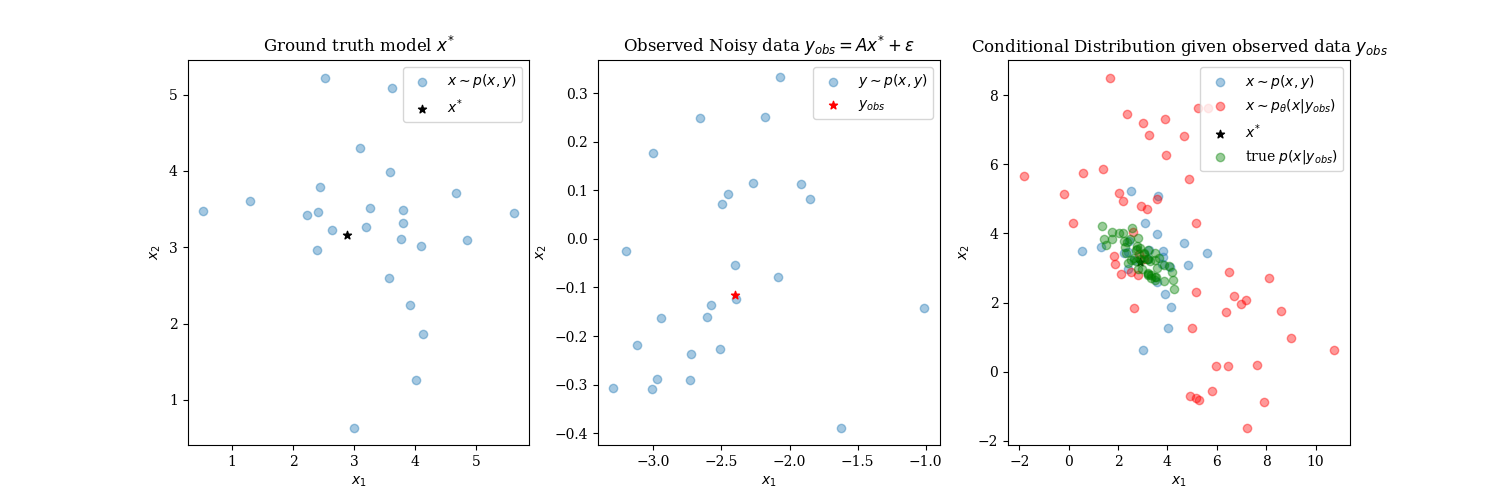 Ground truth model x*
x ~ p(x, y)
x*
5
4
3
2
1
x₂
1
2
3
4
5
x₁
Observed Noisy data y_obs = Ax* + ε
y ~ p(x, y)
y_obs
0.3
0.2
0.1
0.0
−0.1
−0.2
−0.3
−0.4
x₂
−3.0
−2.5
−2.0
−1.5
−1.0
x₁
Conditional Distribution given observed data y_obs
x ~ p(x, y)
x ~ p_θ(x|y_obs)
x*
true p(x|y_obs)
8
6
4
2
0
−2
x₂
−2
0
2
4
6
8
10
x₁